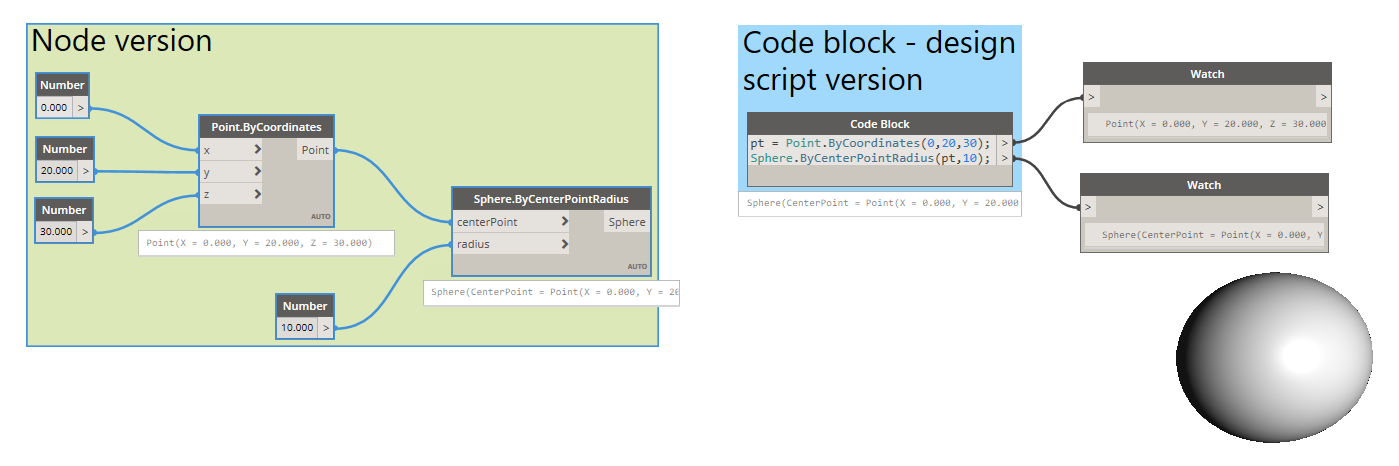 Node version
Number
0.000 >
Number
20.000 >
Number
30.000 >
Point.ByCoordinates
x > Point
y >
z >
AUTO
Point(X = 0.000, Y = 20.000, Z = 30.000)
Sphere.ByCenterPointRadius
centerPoint > Sphere
radius >
AUTO
Sphere(CenterPoint = Point(X = 0.000, Y = 20
Number
10.000 >
Code block - design
script version
Code Block
pt = Point.ByCoordinates(0,20,30); >
Sphere.ByCenterPointRadius(pt,10); >
Sphere(CenterPoint = Point(X = 0.000, Y = 20.000
Watch
> >
Point(X = 0.000, Y = 20.000, Z = 30.000
Watch
> >
Sphere(CenterPoint = Point(X = 0.000, Y